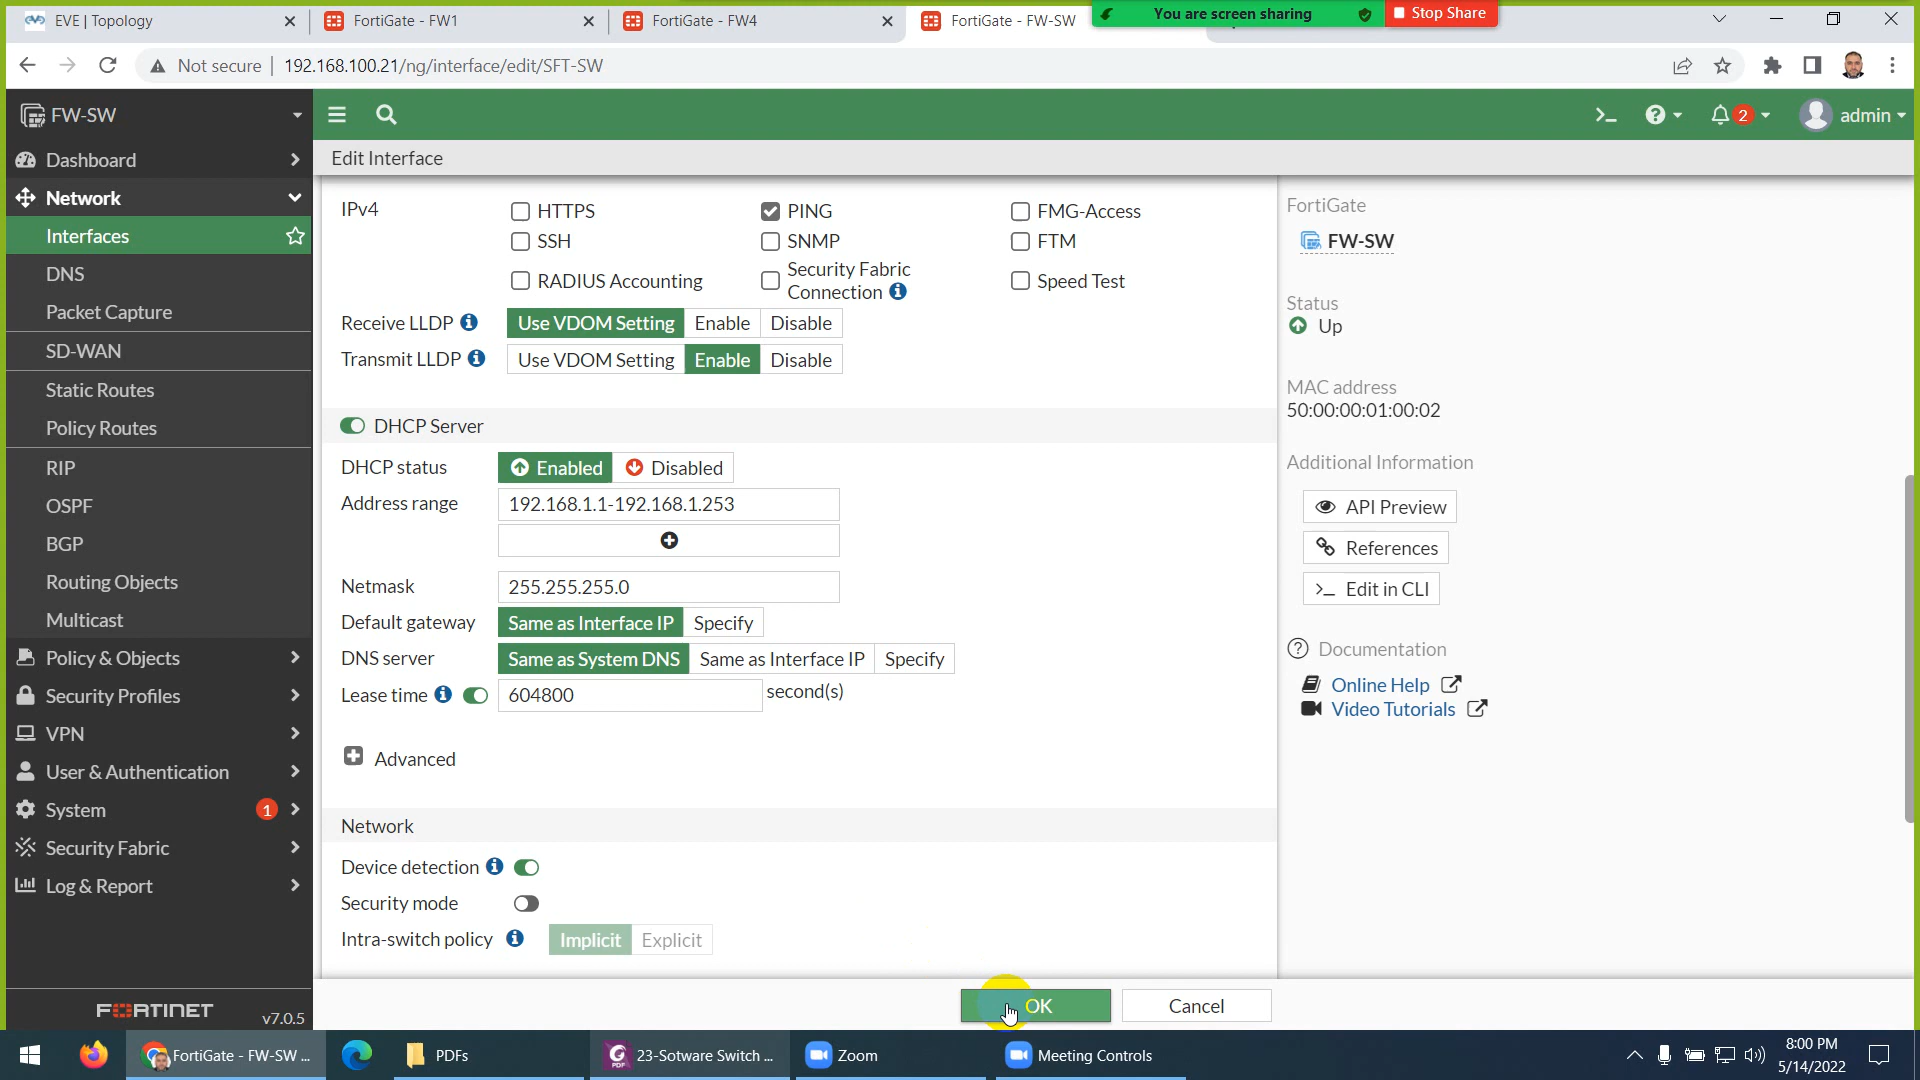 EVE | Topology
FortiGate - FW1
FortiGate - FW4
FortiGate - FW-SW
You are screen sharing
Stop Share
Not secure
192.168.100.21/ng/interface/edit/SFT-SW
FW-SW
2
admin
Dashboard
Network
Interfaces
DNS
Packet Capture
SD-WAN
Static Routes
Policy Routes
RIP
OSPF
BGP
Routing Objects
Multicast
Policy & Objects
Security Profiles
VPN
User & Authentication
System
1
Security Fabric
Log & Report
FORTINET
v7.0.5
Edit Interface
IPv4
HTTPS
PING
FMG-Access
SSH
SNMP
FTM
RADIUS Accounting
Security Fabric
Connection
Speed Test
Receive LLDP
Use VDOM Setting
Enable
Disable
Transmit LLDP
Use VDOM Setting
Enable
Disable
DHCP Server
DHCP status
Enabled
Disabled
Address range
192.168.1.1-192.168.1.253
Netmask
255.255.255.0
Default gateway
Same as Interface IP
Specify
DNS server
Same as System DNS
Same as Interface IP
Specify
Lease time
604800
second(s)
Advanced
Network
Device detection
Security mode
Intra-switch policy
Implicit
Explicit
OK
Cancel
FortiGate
FW-SW
Status
Up
MAC address
50:00:00:01:00:02
Additional Information
API Preview
References
Edit in CLI
Documentation
Online Help
Video Tutorials
FortiGate - FW-SW ...
PDFs
PDF
23-Sotware Switch ...
Zoom
Meeting Controls
8:00 PM
5/14/2022